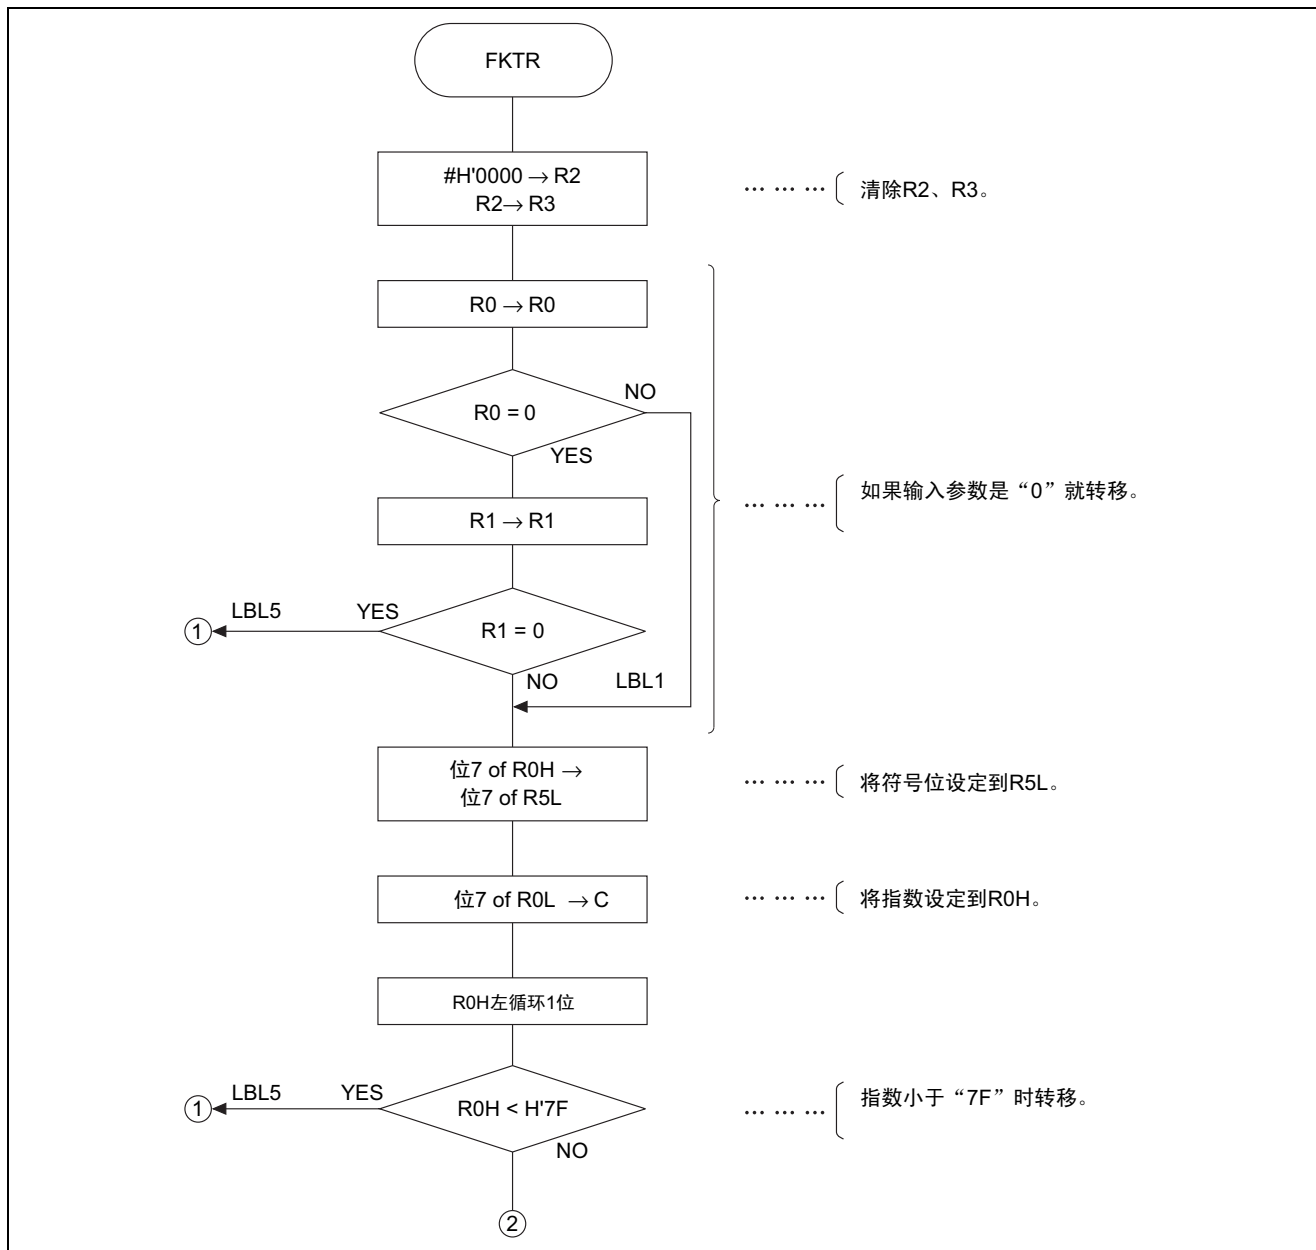 FKTR
#H'0000 → R2
R2→ R3
… … … 清除R2、R3。
R0 → R0
NO
R0 = 0
YES
… … … 如果输入参数是“0”就转移。
R1 → R1
LBL5 YES
① R1 = 0
NO LBL1
位7 of R0H →
位7 of R5L
… … … 将符号位设定到R5L。
位7 of R0L → C … … … 将指数设定到R0H。
R0H左循环1位
LBL5 YES
① R0H < H'7F … … … 指数小于“7F”时转移。
NO
②